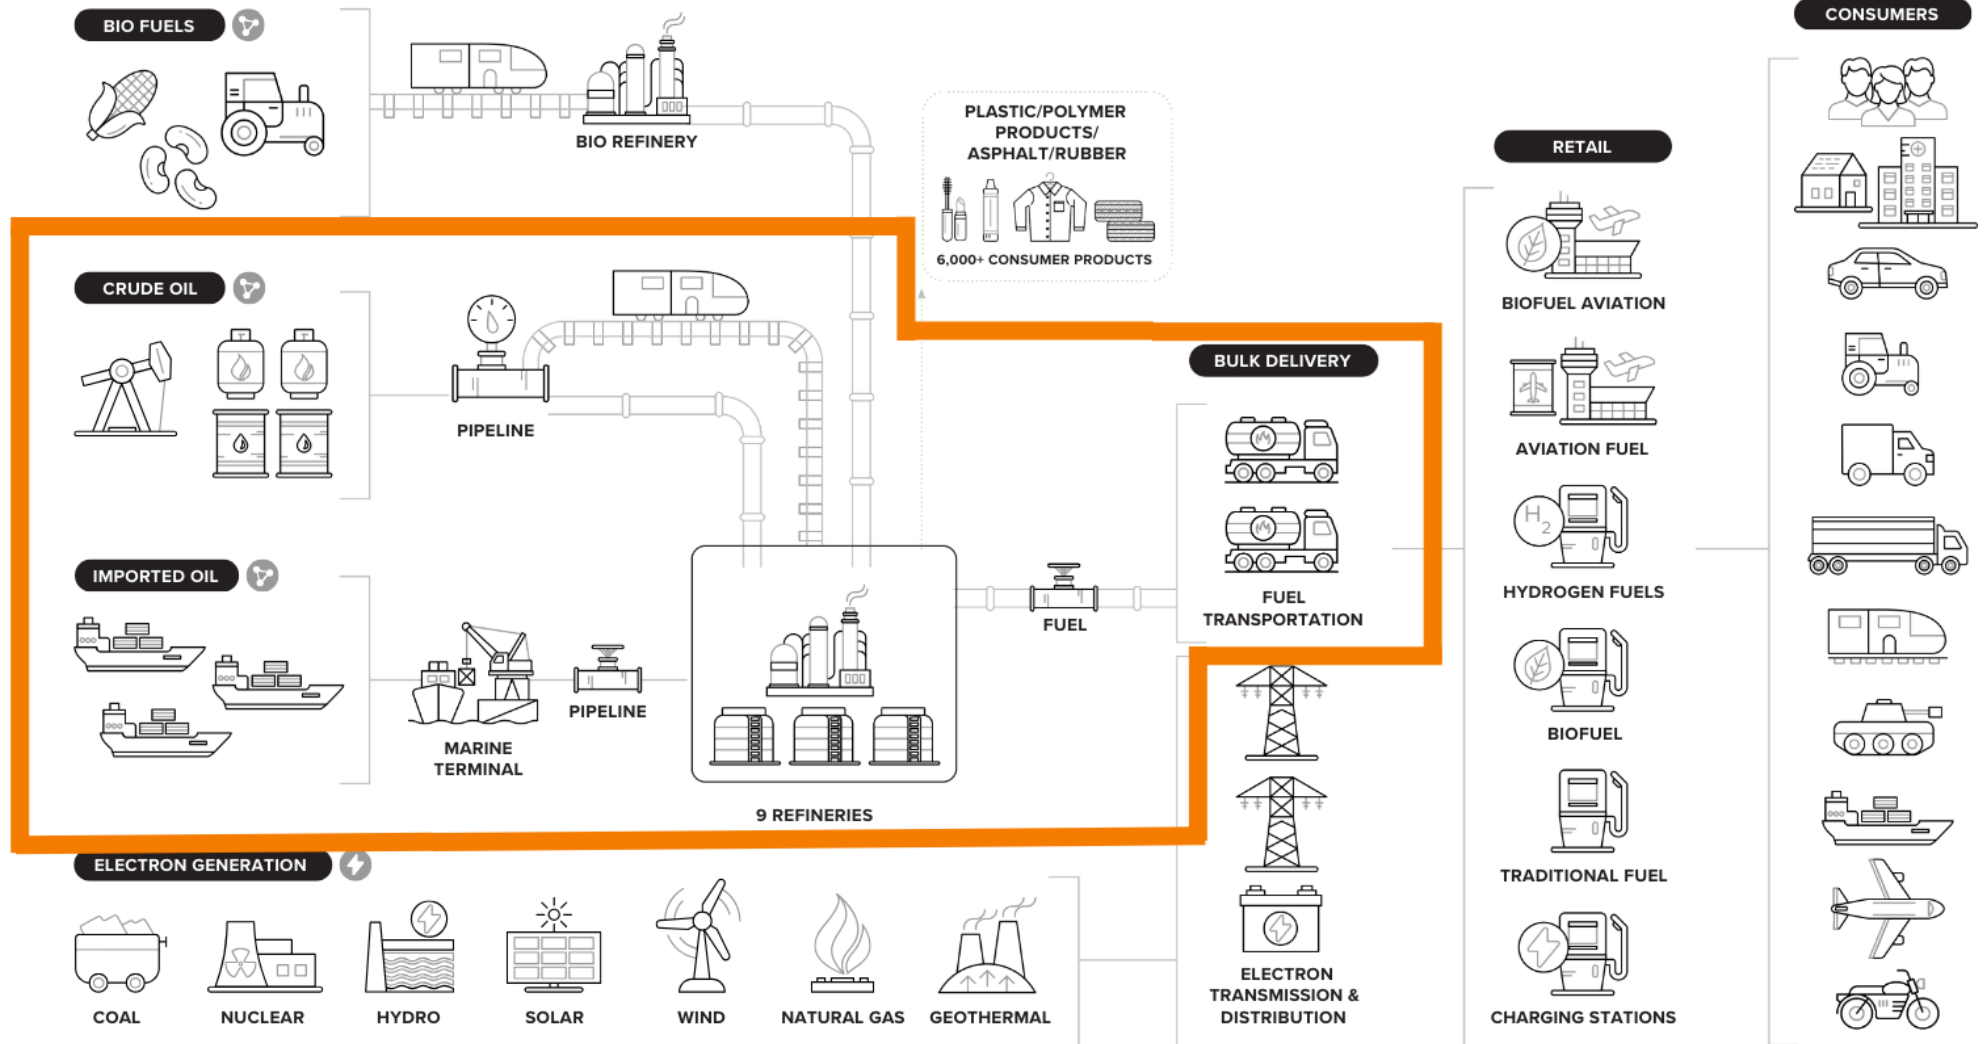 BIO FUELS
BIO REFINERY
PLASTIC/POLYMER
PRODUCTS/
ASPHALT/RUBBER
6,000+ CONSUMER PRODUCTS
CRUDE OIL
PIPELINE
IMPORTED OIL
MARINE
TERMINAL
PIPELINE
9 REFINERIES
FUEL
BULK DELIVERY
FUEL
TRANSPORTATION
ELECTRON GENERATION
COAL
NUCLEAR
HYDRO
SOLAR
WIND
NATURAL GAS
GEOTHERMAL
ELECTRON
TRANSMISSION &
DISTRIBUTION
RETAIL
BIOFUEL AVIATION
AVIATION FUEL
H2
HYDROGEN FUELS
BIOFUEL
TRADITIONAL FUEL
CHARGING STATIONS
CONSUMERS